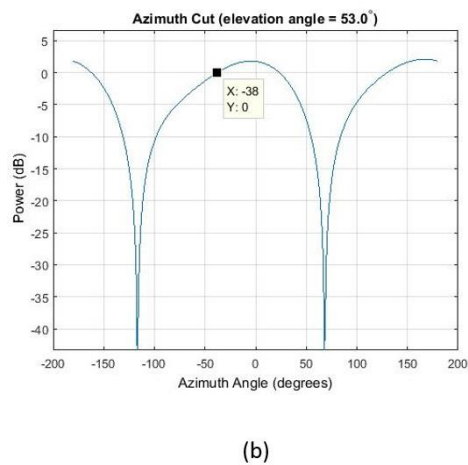 Azimuth Cut (elevation angle = 53.0°)
5
0
-5
-10
-15
-20
-25
-30
-35
-40
Power (dB)
X: -38
Y: 0
-200 -150 -100 -50 0 50 100 150 200
Azimuth Angle (degrees)
(b)